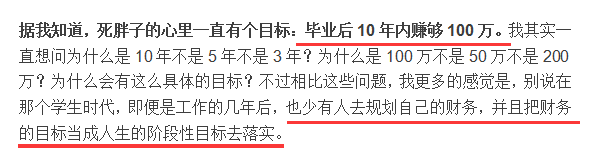 据我知道，死胖子的心里一直有个目标：毕业后 10 年内赚够 100 万。我其实一
直想问为什么是 10 年不是 5 年不是 3 年？为什么是 100 万不是 50 万不是 200
万？为什么会有这么具体的目标？不过相比这些问题，我更多的感觉是，别说在
那个学生时代，即便是工作的几年后，也少有人去规划自己的财务，并且把财务
的目标当成人生的阶段性目标去落实。